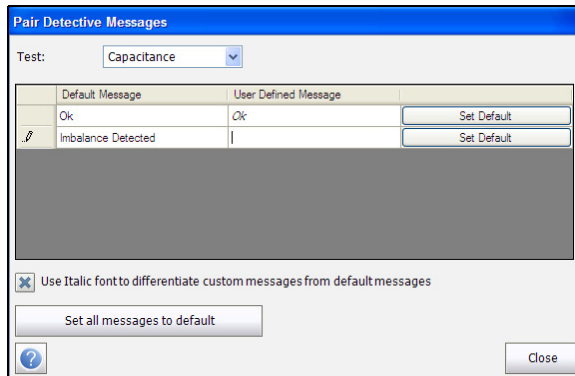 Pair Detective Messages
Test: Capacitance
Default Message User Defined Message
Ok Ok Set Default
Imbalance Detected Set Default
Use Italic font to differentiate custom messages from default messages
Set all messages to default
? Close